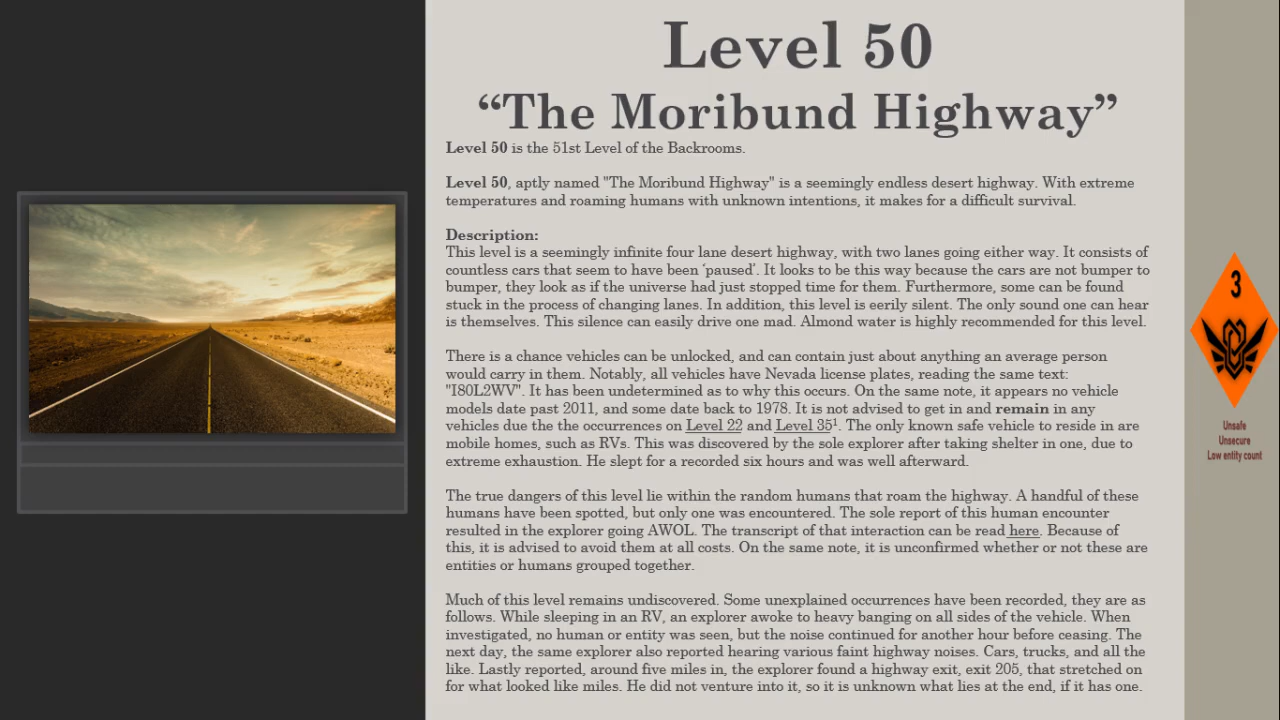 Level 50
“The Moribund Highway”
Level 50 is the 51st Level of the Backrooms.
Level 50, aptly named "The Moribund Highway" is a seemingly endless desert highway. With extreme
temperatures and roaming humans with unknown intentions, it makes for a difficult survival.
Description:
This level is a seemingly infinite four lane desert highway, with two lanes going either way. It consists of
countless cars that seem to have been ‘paused’. It looks to be this way because the cars are not bumper to
bumper, they look as if the universe had just stopped time for them. Furthermore, some can be found
stuck in the process of changing lanes. In addition, this level is eerily silent. The only sound one can hear
is themselves. This silence can easily drive one mad. Almond water is highly recommended for this level.
There is a chance vehicles can be unlocked, and can contain just about anything an average person
would carry in them. Notably, all vehicles have Nevada license plates, reading the same text:
"I80L2WV". It has been undetermined as to why this occurs. On the same note, it appears no vehicle
models date past 2011, and some date back to 1978. It is not advised to get in and remain in any
vehicles due the the occurrences on Level 22 and Level 35¹. The only known safe vehicle to reside in are
mobile homes, such as RVs. This was discovered by the sole explorer after taking shelter in one, due to
extreme exhaustion. He slept for a recorded six hours and was well afterward.
The true dangers of this level lie within the random humans that roam the highway. A handful of these
humans have been spotted, but only one was encountered. The sole report of this human encounter
resulted in the explorer going AWOL. The transcript of that interaction can be read here. Because of
this, it is advised to avoid them at all costs. On the same note, it is unconfirmed whether or not these are
entities or humans grouped together.
Much of this level remains undiscovered. Some unexplained occurrences have been recorded, they are as
follows. While sleeping in an RV, an explorer awoke to heavy banging on all sides of the vehicle. When
investigated, no human or entity was seen, but the noise continued for another hour before ceasing. The
next day, the same explorer also reported hearing various faint highway noises. Cars, trucks, and all the
like. Lastly reported, around five miles in, the explorer found a highway exit, exit 205, that stretched on
for what looked like miles. He did not venture into it, so it is unknown what lies at the end, if it has one.
3
Unsafe
Unsecure
Low entity count